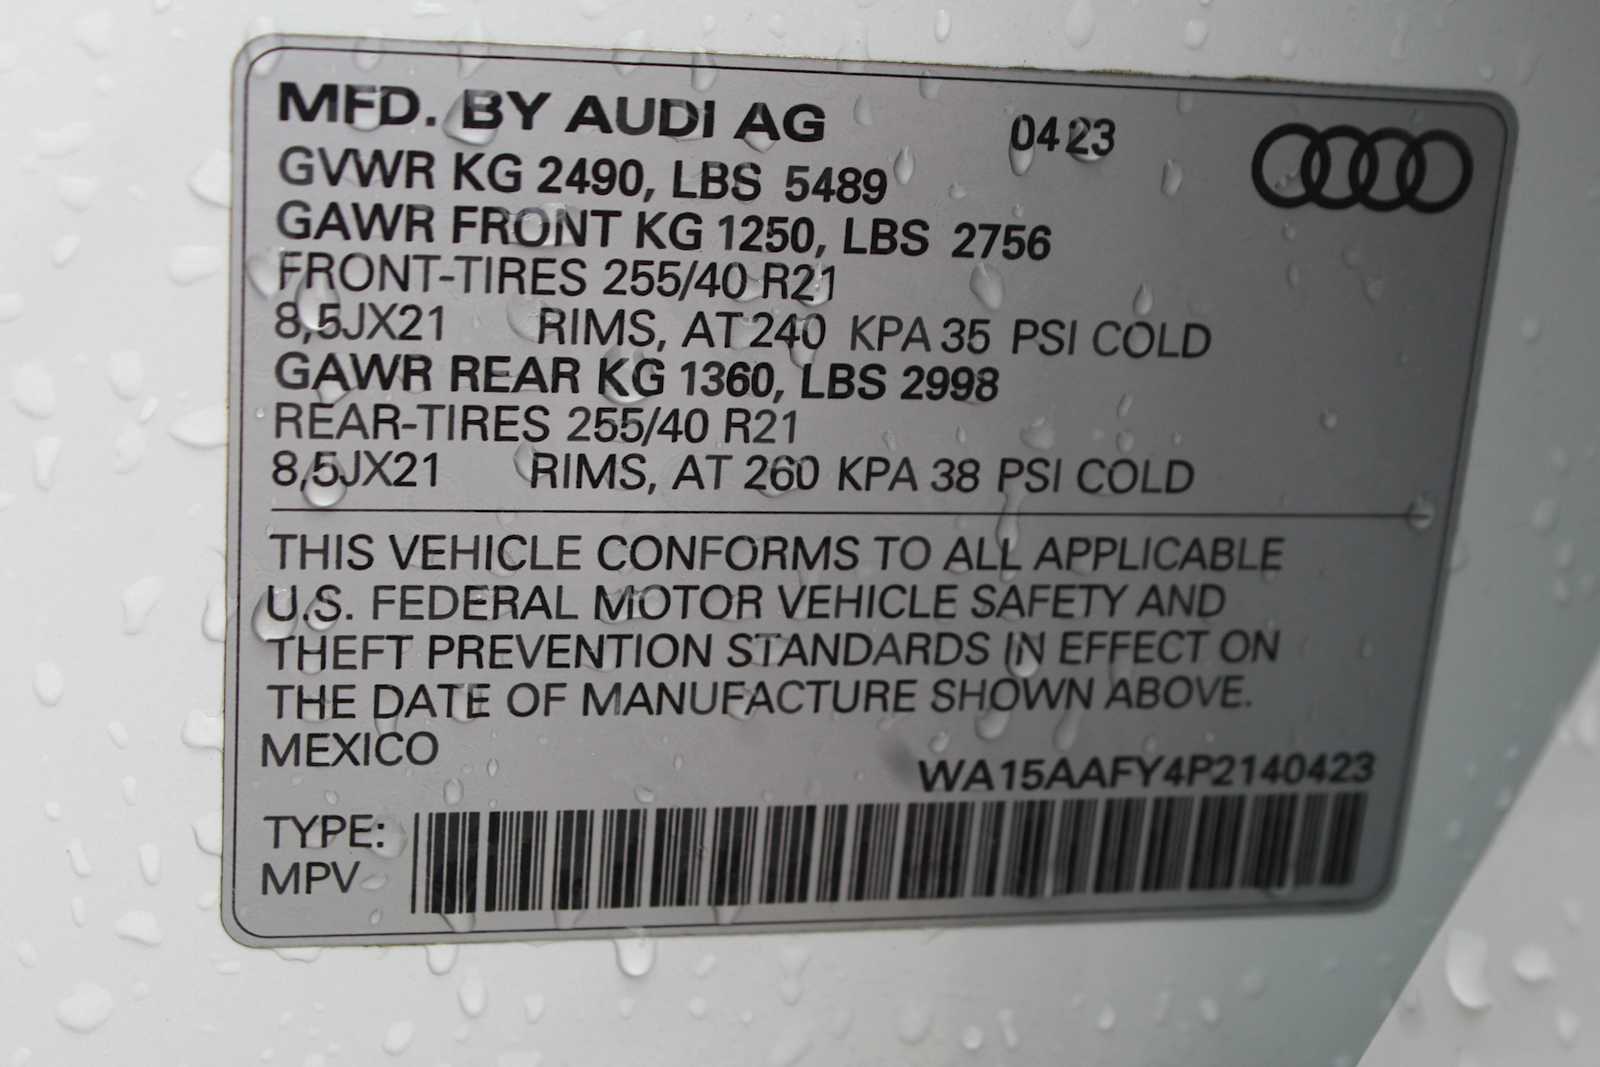 MFD. BY AUDI AG 0423
GVWR KG 2490, LBS 5489
GAWR FRONT KG 1250, LBS 2756
FRONT-TIRES 255/40 R21
8,5JX21 RIMS, AT 240 KPA 35 PSI COLD
GAWR REAR KG 1360, LBS 2998
REAR-TIRES 255/40 R21
8,5JX21 RIMS, AT 260 KPA 38 PSI COLD
THIS VEHICLE CONFORMS TO ALL APPLICABLE
U.S. FEDERAL MOTOR VEHICLE SAFETY AND
THEFT PREVENTION STANDARDS IN EFFECT ON
THE DATE OF MANUFACTURE SHOWN ABOVE.
MEXICO
WA15AAFY4P2140423
TYPE:
MPV